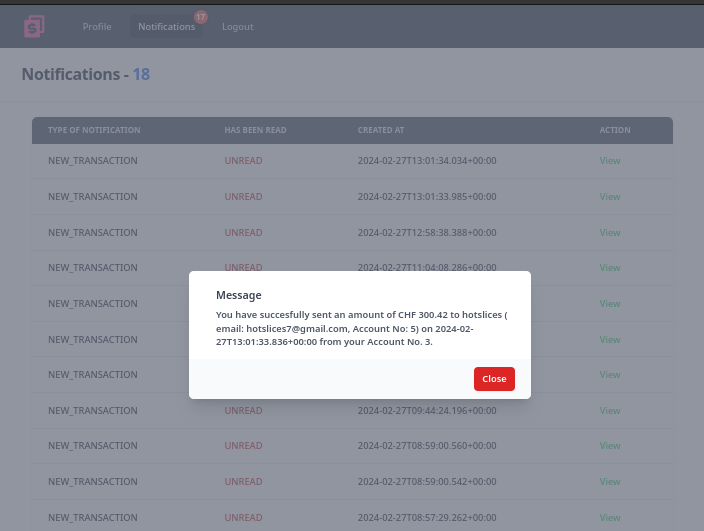 Profile Notifications 17 Logout
Notifications - 18
TYPE OF NOTIFICATION HAS BEEN READ CREATED AT ACTION
NEW_TRANSACTION UNREAD 2024-02-27T13:01:34.034+00:00 View
NEW_TRANSACTION UNREAD 2024-02-27T13:01:33.985+00:00 View
NEW_TRANSACTION UNREAD 2024-02-27T12:58:38.388+00:00 View
NEW_TRANSACTION UNREAD 2024-02-27T11:04:08.286+00:00 View
NEW_TRANSACTION View
NEW_TRANSACTION View
NEW_TRANSACTION View
Message
You have succesfully sent an amount of CHF 300.42 to hotslices (
email: hotslices7@gmail.com, Account No: 5) on 2024-02-
27T13:01:33.836+00:00 from your Account No. 3.
Close
NEW_TRANSACTION UNREAD 2024-02-27T09:44:24.196+00:00 View
NEW_TRANSACTION UNREAD 2024-02-27T08:59:00.560+00:00 View
NEW_TRANSACTION UNREAD 2024-02-27T08:59:00.542+00:00 View
NEW_TRANSACTION UNREAD 2024-02-27T08:57:29.262+00:00 View